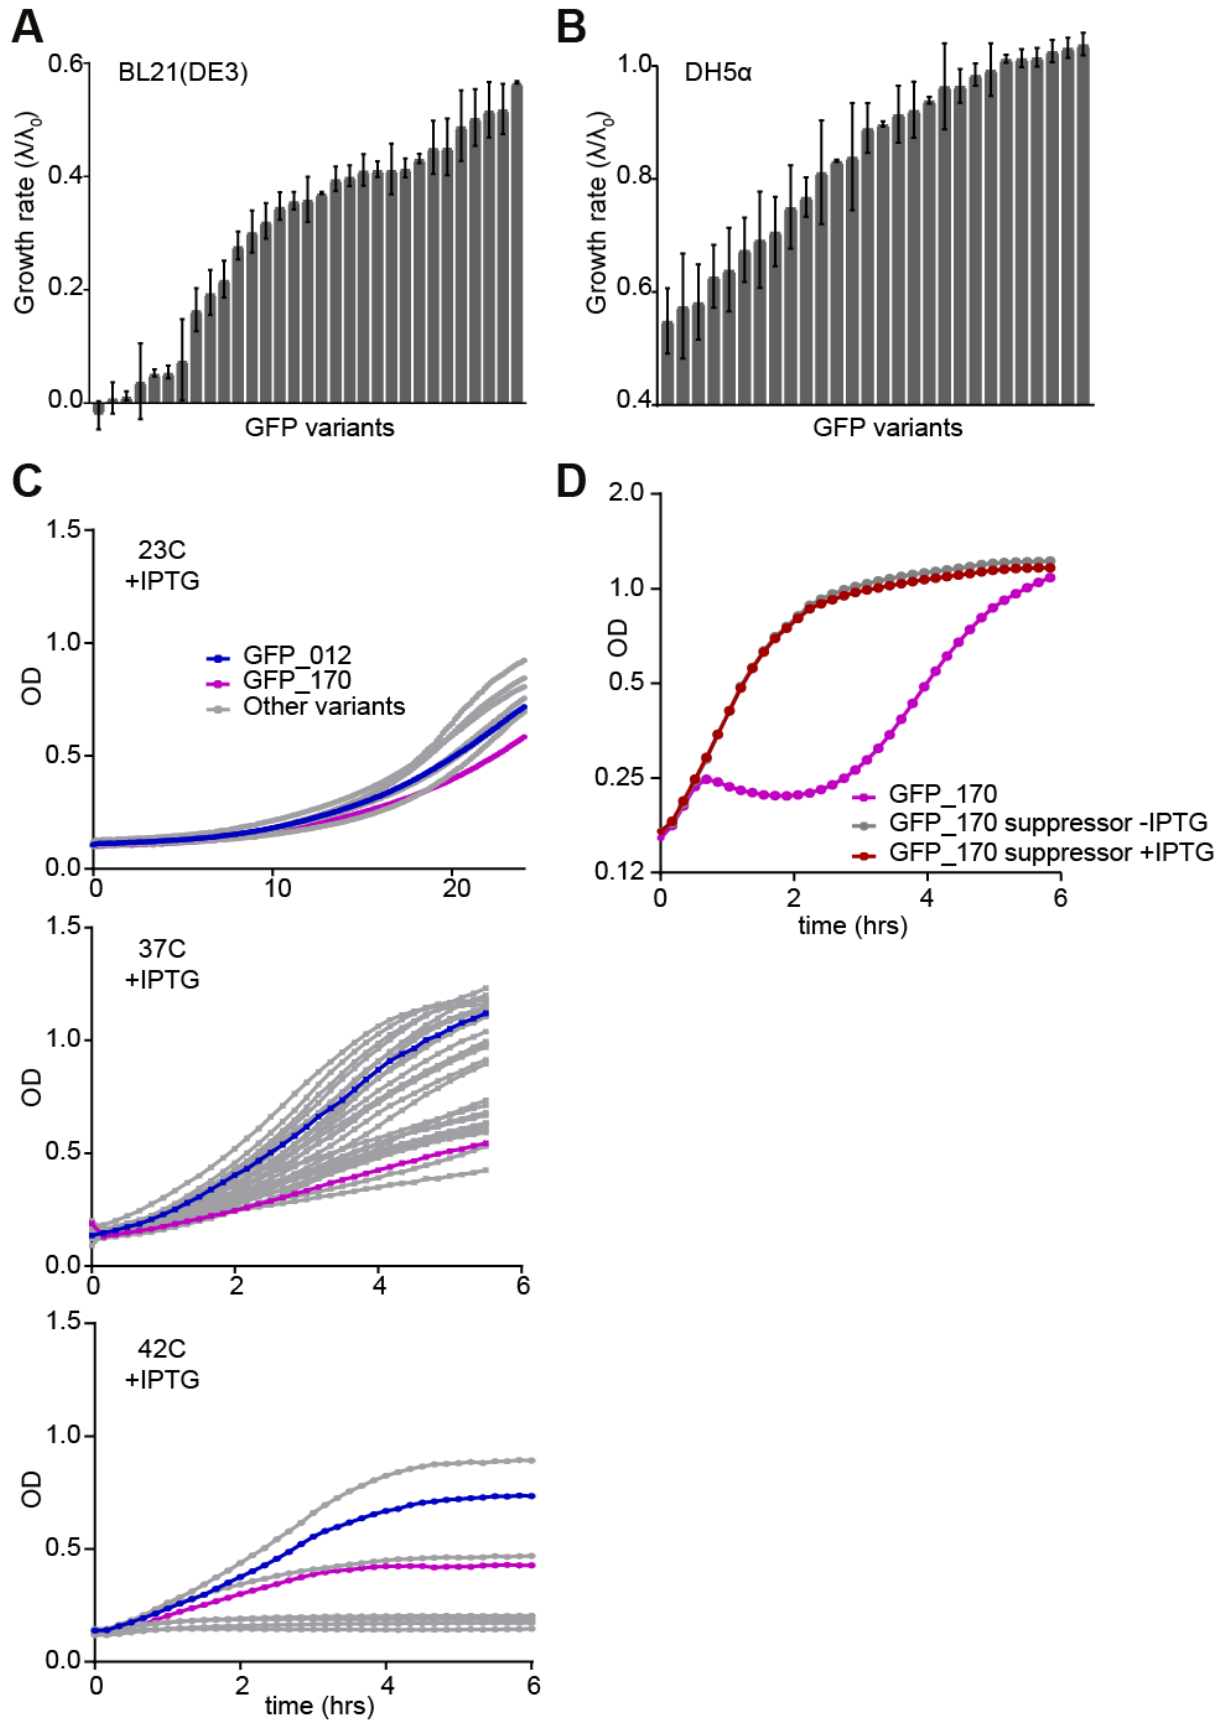 A
BL21(DE3)
Growth rate (λ/λ₀)
0.6
0.4
0.2
0.0
GFP variants
B
DH5α
Growth rate (λ/λ₀)
1.0
0.8
0.6
0.4
GFP variants
C
23C
+IPTG
OD
1.5
1.0
0.5
0.0
GFP_012
GFP_170
Other variants
0 10 20
37C
+IPTG
OD
1.5
1.0
0.5
0.0
0 2 4 6
42C
+IPTG
OD
1.5
1.0
0.5
0.0
0 2 4 6
time (hrs)
D
OD
2.0
1.0
0.5
0.25
0.12
GFP_170
GFP_170 suppressor -IPTG
GFP_170 suppressor +IPTG
0 2 4 6
time (hrs)